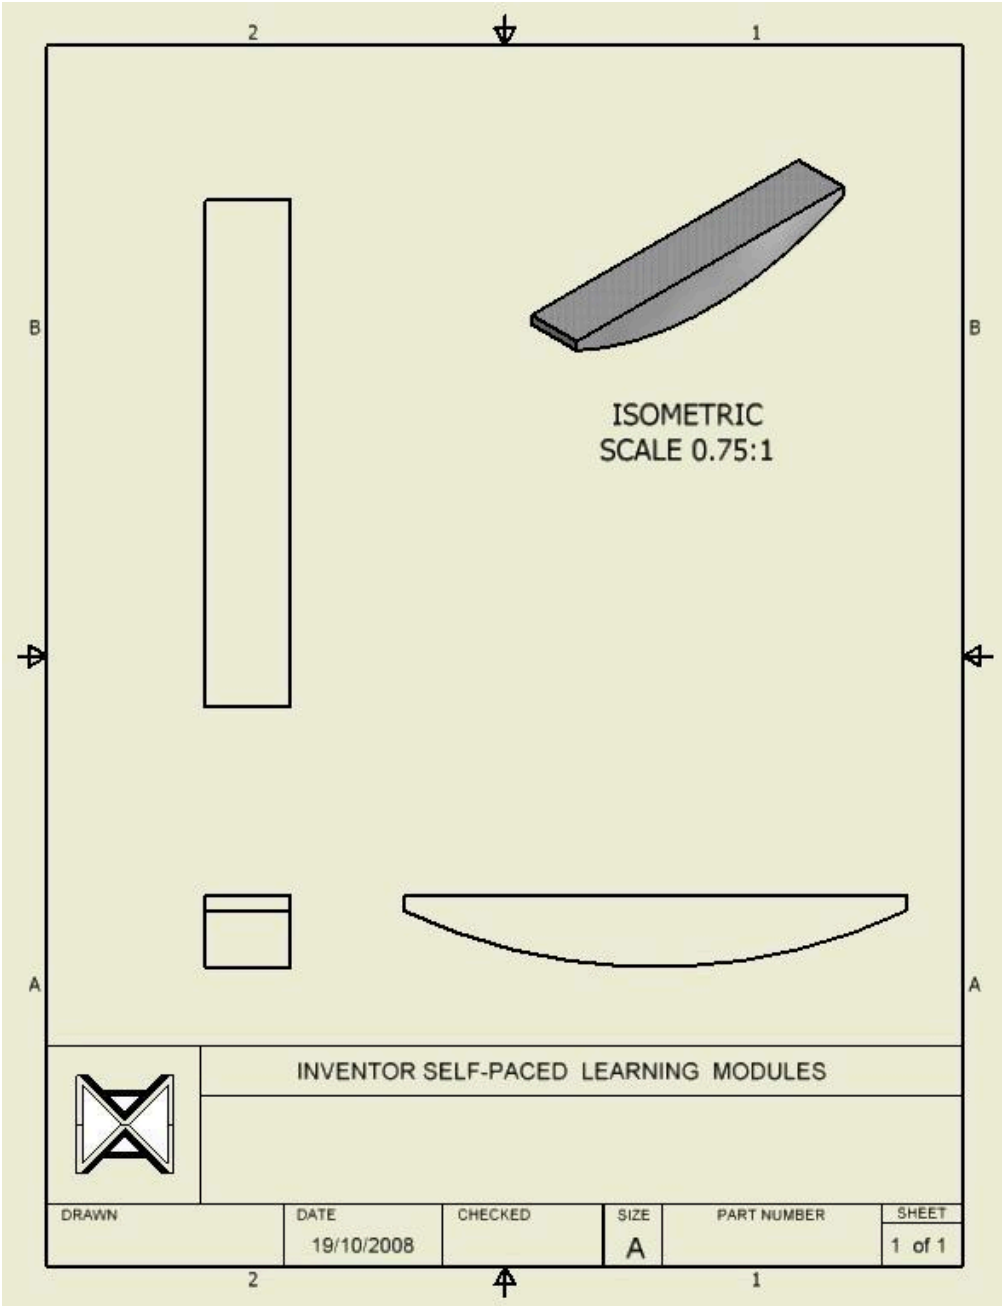 2 1
B B
ISOMETRIC
SCALE 0.75:1
A A
INVENTOR SELF-PACED LEARNING MODULES
DRAWN DATE CHECKED SIZE PART NUMBER SHEET
19/10/2008 A 1 of 1
2 1